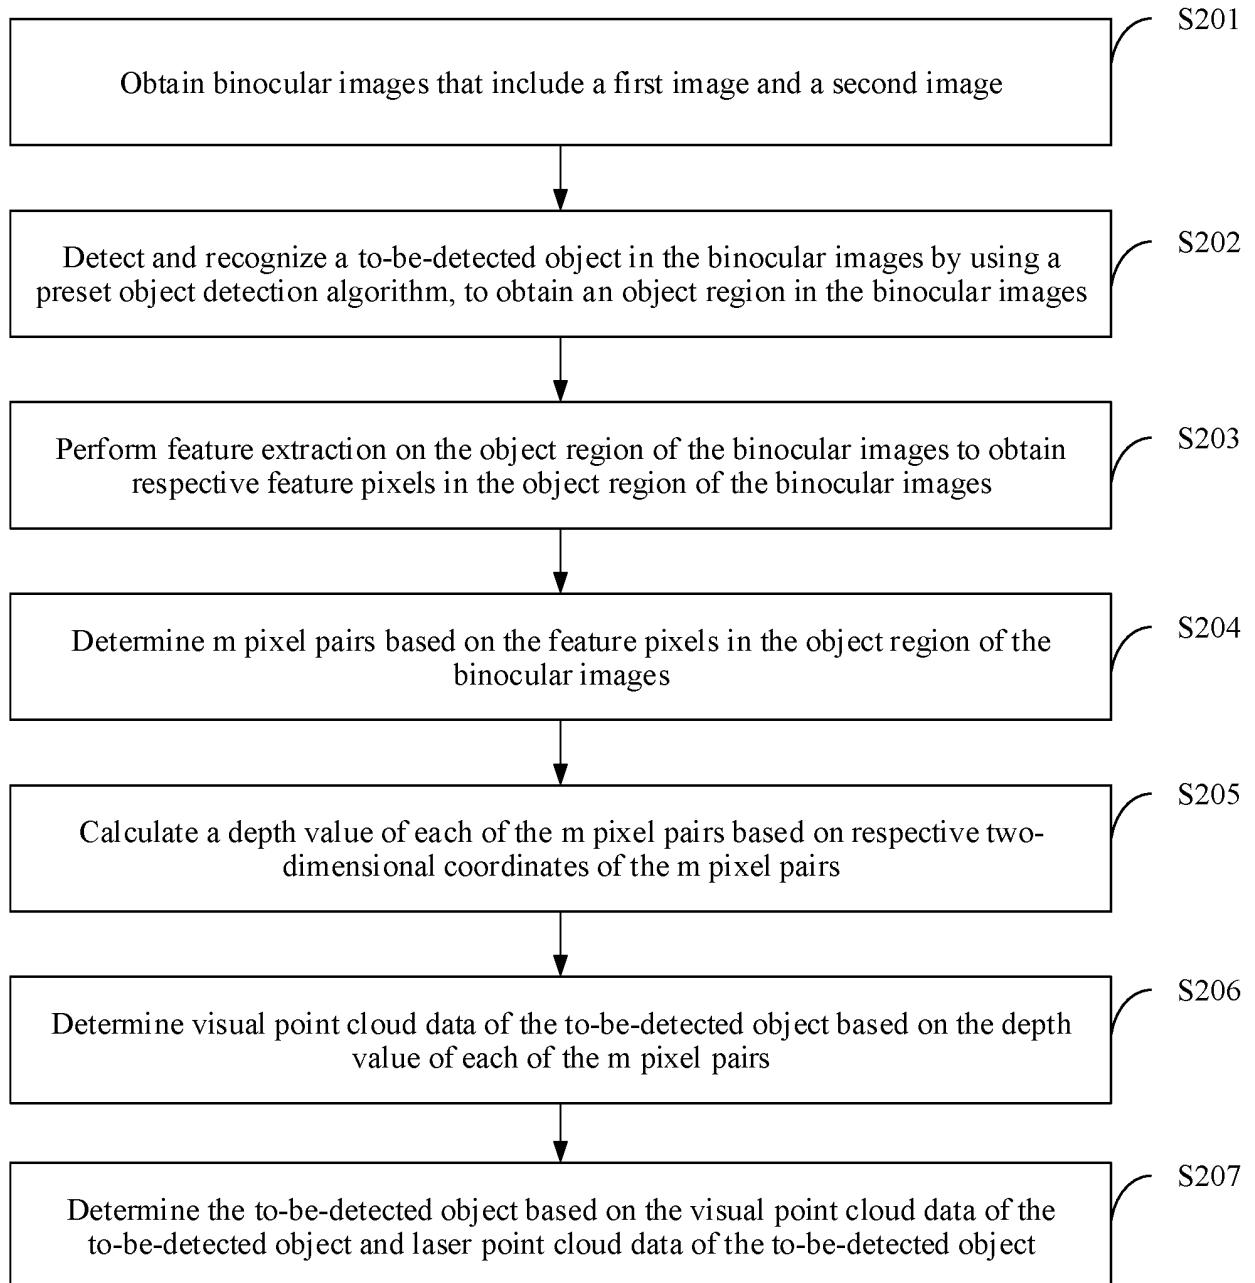 S201
Obtain binocular images that include a first image and a second image
S202
Detect and recognize a to-be-detected object in the binocular images by using a
preset object detection algorithm, to obtain an object region in the binocular images
S203
Perform feature extraction on the object region of the binocular images to obtain
respective feature pixels in the object region of the binocular images
S204
Determine m pixel pairs based on the feature pixels in the object region of the
binocular images
S205
Calculate a depth value of each of the m pixel pairs based on respective two-
dimensional coordinates of the m pixel pairs
S206
Determine visual point cloud data of the to-be-detected object based on the depth
value of each of the m pixel pairs
S207
Determine the to-be-detected object based on the visual point cloud data of the
to-be-detected object and laser point cloud data of the to-be-detected object